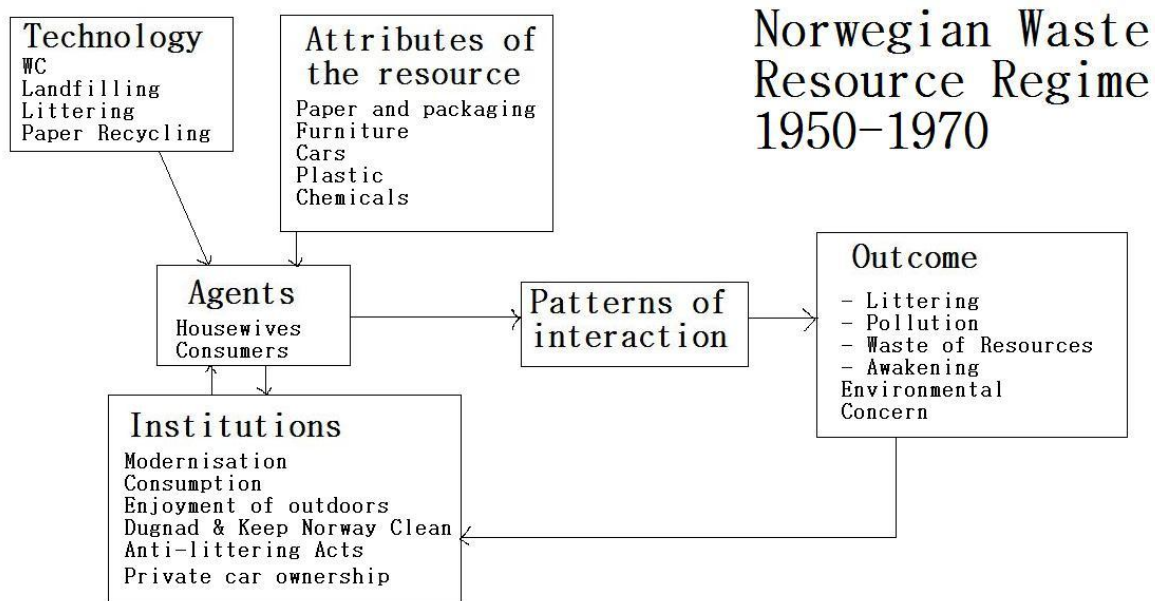 Norwegian Waste
Resource Regime
1950-1970
Technology
WC
Landfilling
Littering
Paper Recycling
Attributes of
the resource
Paper and packaging
Furniture
Cars
Plastic
Chemicals
Agents
Housewives
Consumers
Patterns of
interaction
Outcome
- Littering
- Pollution
- Waste of Resources
- Awakening
Environmental
Concern
Institutions
Modernisation
Consumption
Enjoyment of outdoors
Dugnad & Keep Norway Clean
Anti-littering Acts
Private car ownership